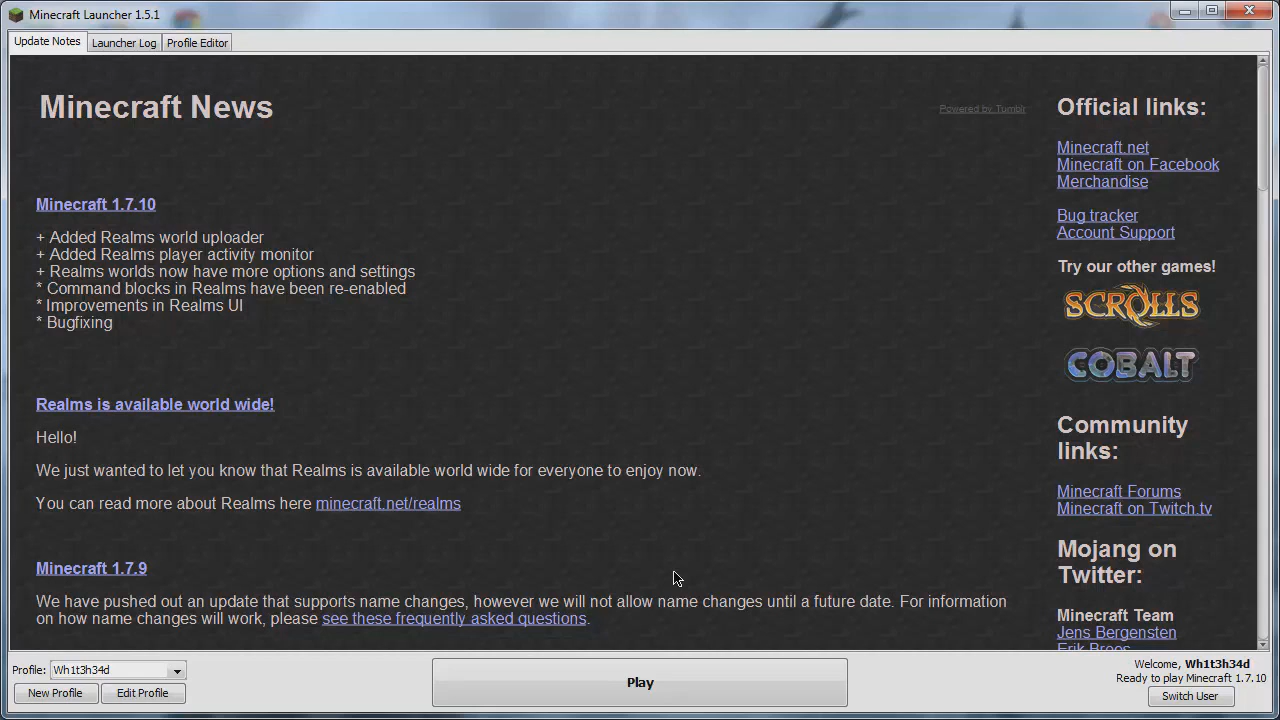 Minecraft Launcher 1.5.1
Update Notes
Launcher Log
Profile Editor
Minecraft News
Powered by Tumblr
Minecraft 1.7.10
+ Added Realms world uploader
+ Added Realms player activity monitor
+ Realms worlds now have more options and settings
* Command blocks in Realms have been re-enabled
* Improvements in Realms UI
* Bugfixing
Realms is available world wide!
Hello!
We just wanted to let you know that Realms is available world wide for everyone to enjoy now.
You can read more about Realms here minecraft.net/realms
Minecraft 1.7.9
We have pushed out an update that supports name changes, however we will not allow name changes until a future date. For information
on how name changes will work, please see these frequently asked questions.
Official links:
Minecraft.net
Minecraft on Facebook
Merchandise
Bug tracker
Account Support
Try our other games!
SCROLLS
COBALT
Community
links:
Minecraft Forums
Minecraft on Twitch.tv
Mojang on
Twitter:
Minecraft Team
Jens Bergensten
Profile: Wh1t3h34d
New Profile
Edit Profile
Play
Welcome, Wh1t3h34d
Ready to play Minecraft 1.7.10
Switch User